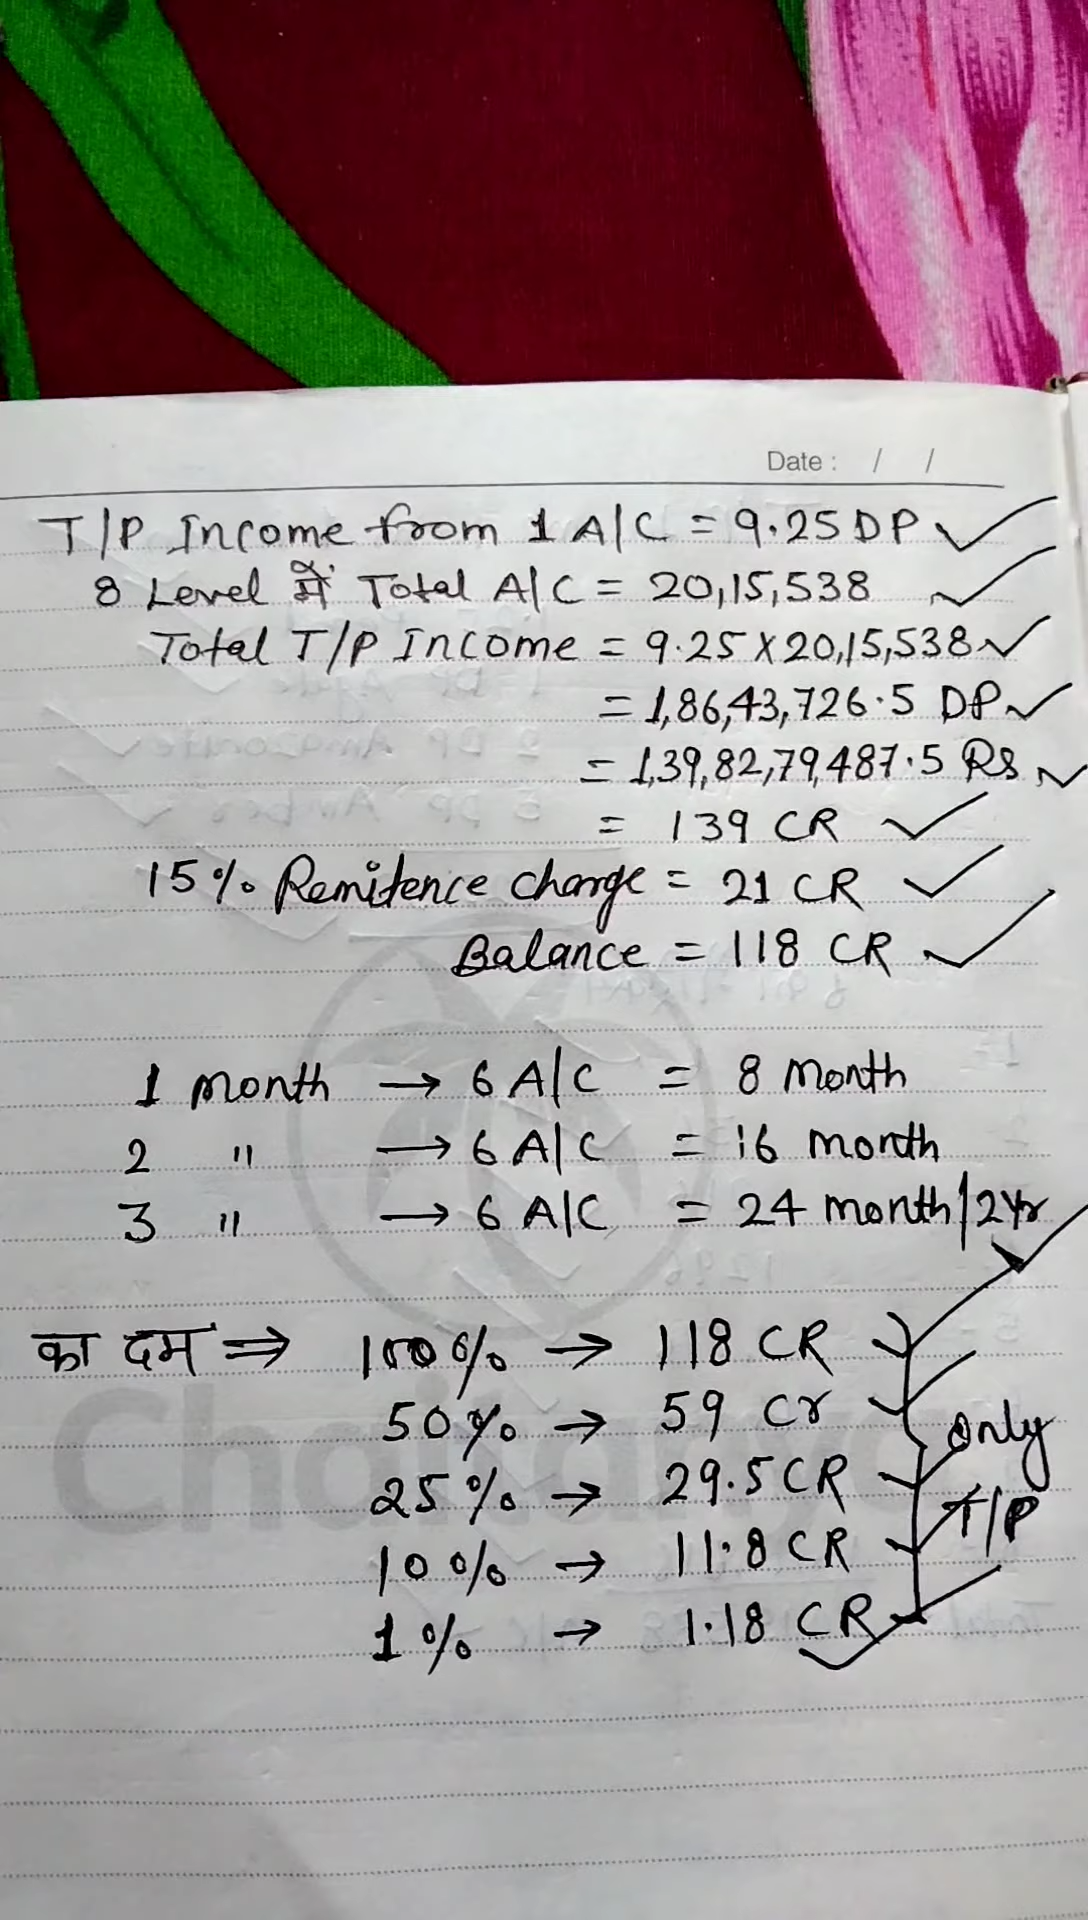 Date : / /
T/P Income from 1 A/C = 9.25 DP
8 Level में Total A/C = 20,15,538
Total T/P Income = 9.25 X 20,15,538
= 1,86,43,726.5 DP
= 1,39,82,79,487.5 Rs
= 139 CR
15% Remitence charge = 21 CR
Balance = 118 CR
1 month → 6 A/C = 8 month
2 " → 6 A/C = 16 month
3 " → 6 A/C = 24 month/2Yr
का दम ⇒ 100% → 118 CR
50% → 59 Cr
25% → 29.5 CR
10% → 11.8 CR
1% → 1.18 CR
only
T/P